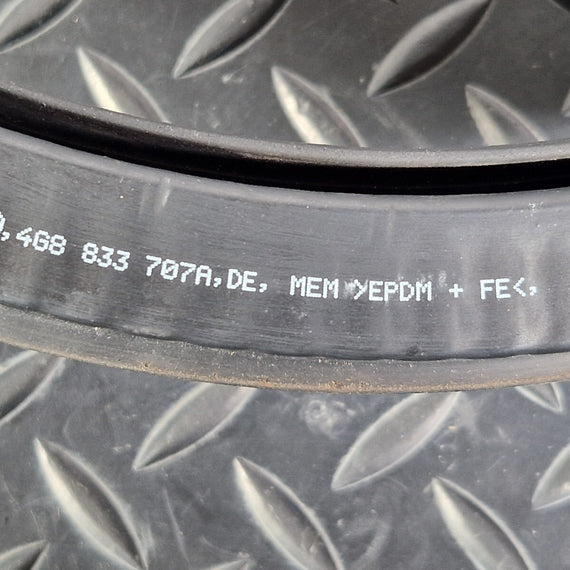 ,4G8 833 707A,DE, MEM >EPDM + FE<,